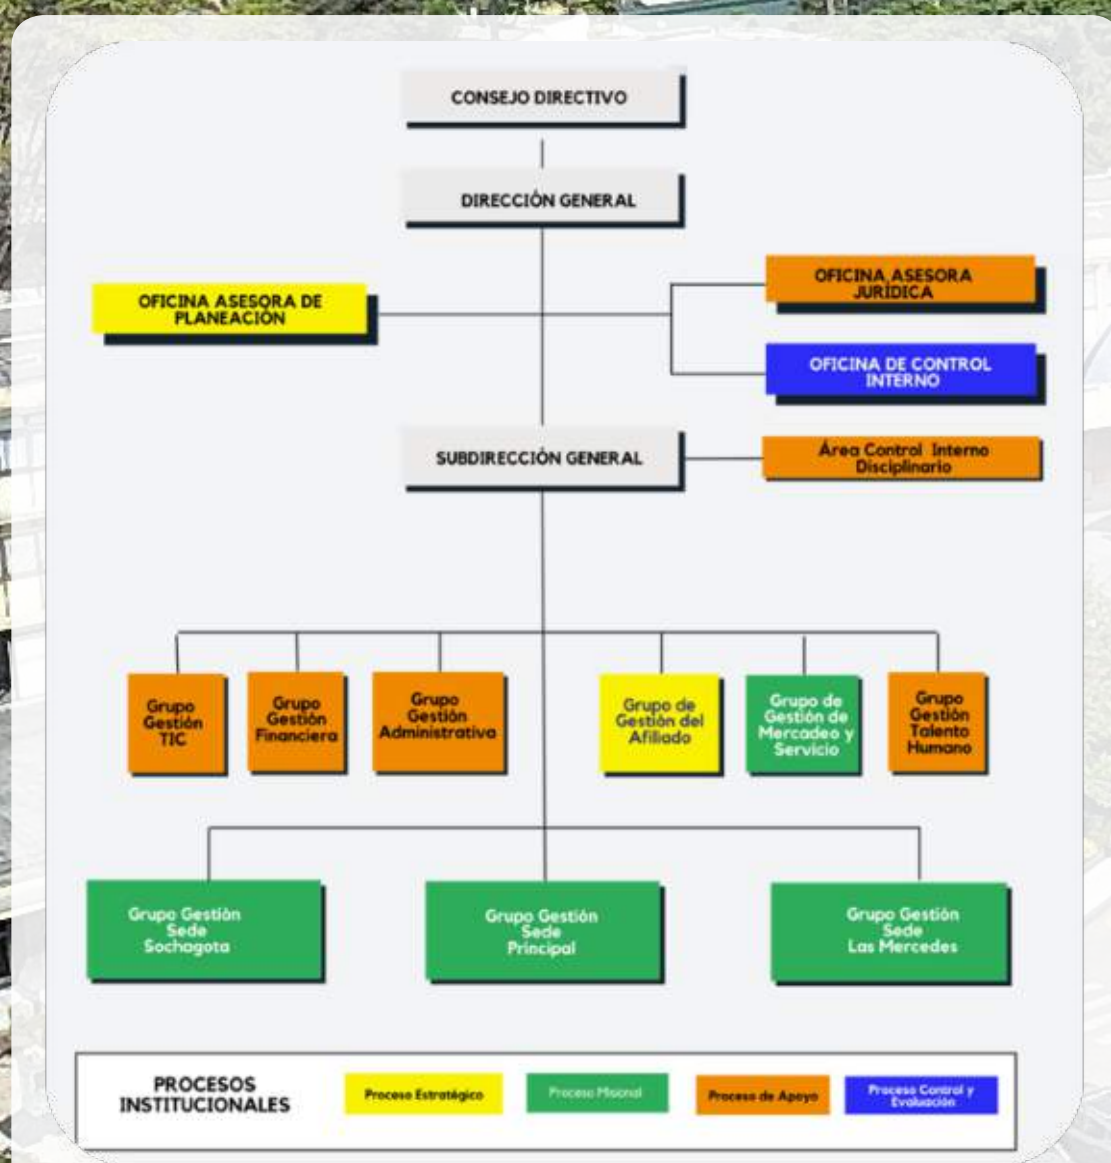 CONSEJO DIRECTIVO
DIRECCIÓN GENERAL
OFICINA ASESORA DE
PLANEACIÓN
OFICINA ASESORA
JURÍDICA
OFICINA DE CONTROL
INTERNO
SUBDIRECCIÓN GENERAL
Área Control Interno
Disciplinario
Grupo
Gestión
TIC
Grupo
Gestión
Financiera
Grupo
Gestión
Administrativa
Grupo de
Gestión del
Afiliado
Grupo de
Gestión de
Mercadeo y
Servicio
Grupo
Gestión
Talento
Humano
Grupo Gestión
Sede
Sochagota
Grupo Gestión
Sede
Principal
Grupo Gestión
Sede
Las Mercedes
PROCESOS
INSTITUCIONALES
Proceso Estratégico
Proceso Misional
Proceso de Apoyo
Proceso Control y
Evaluación